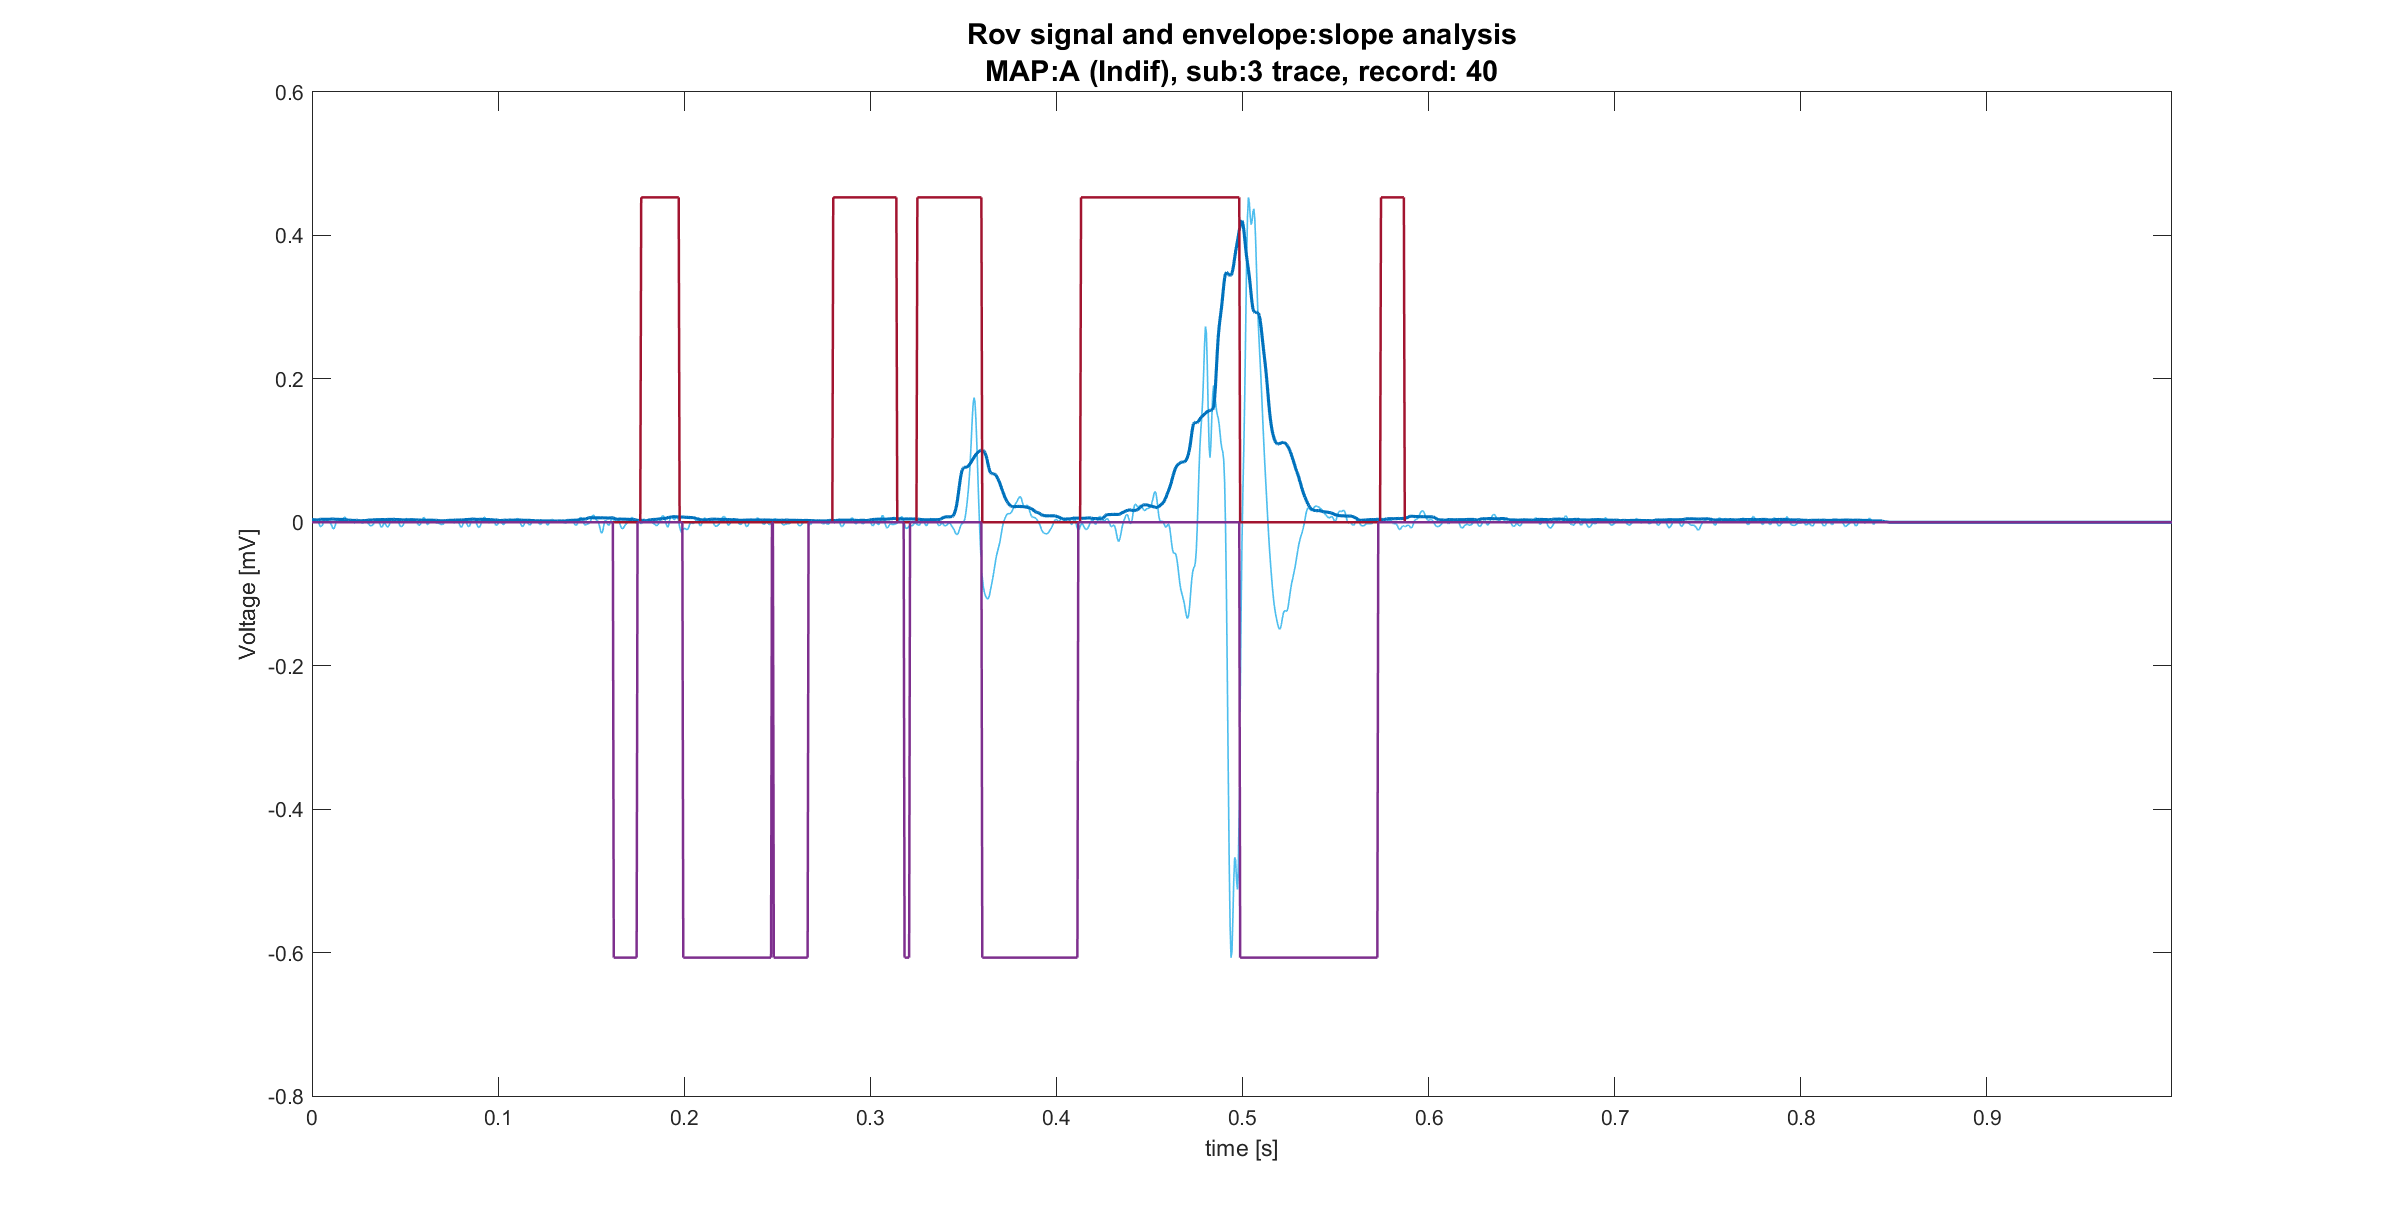 Rov signal and envelope:slope analysis
MAP:A (Indif), sub:3 trace, record: 40
0.6
0.4
0.2
0
-0.2
-0.4
-0.6
-0.8
Voltage [mV]
0 0.1 0.2 0.3 0.4 0.5 0.6 0.7 0.8 0.9
time [s]